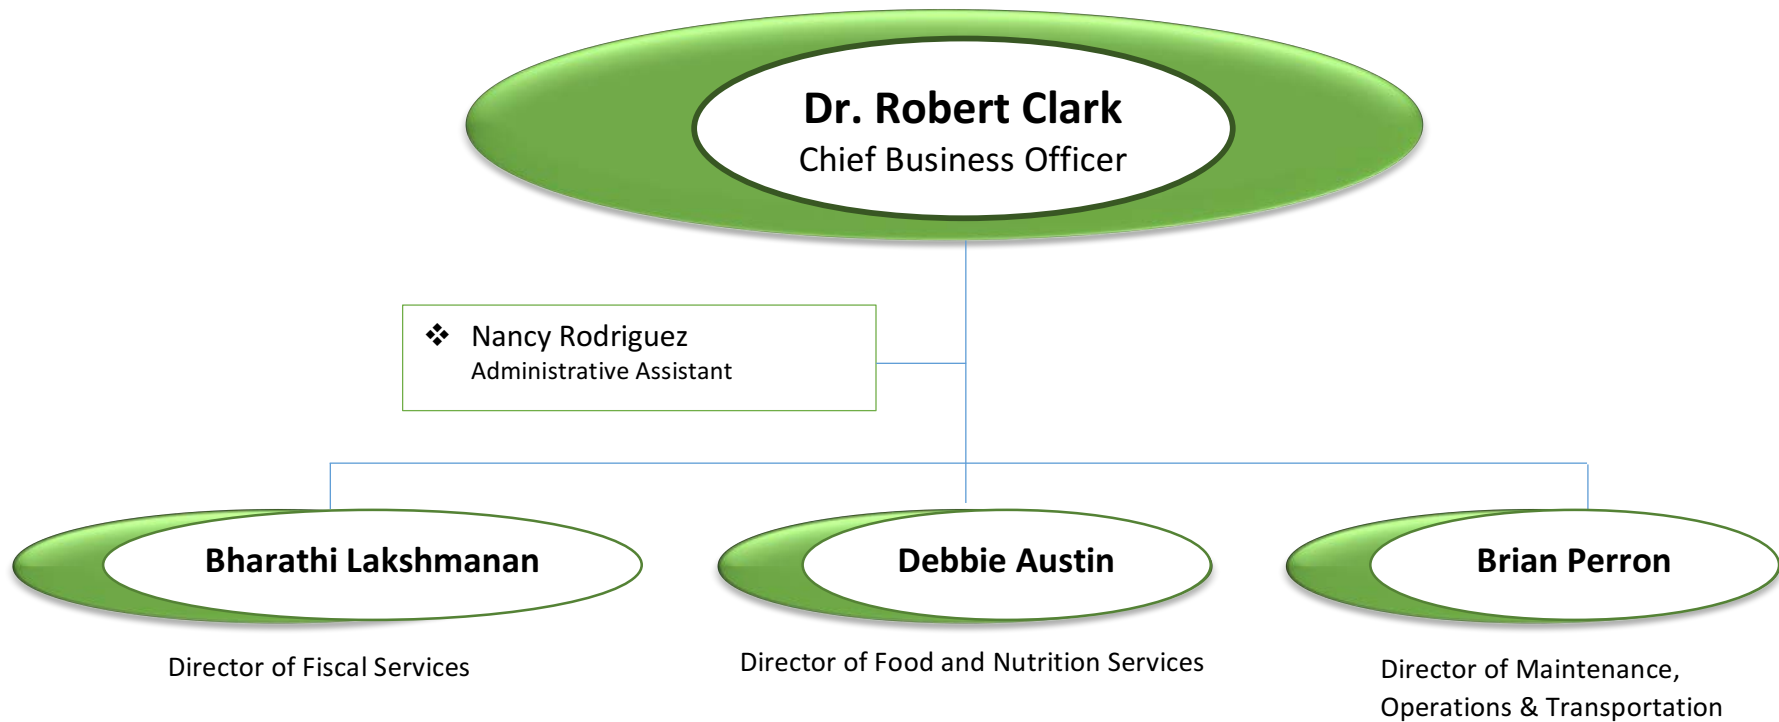 Dr. Robert Clark
Chief Business Officer
❖ Nancy Rodriguez
Administrative Assistant
Bharathi Lakshmanan
Debbie Austin
Brian Perron
Director of Fiscal Services
Director of Food and Nutrition Services
Director of Maintenance,
Operations & Transportation